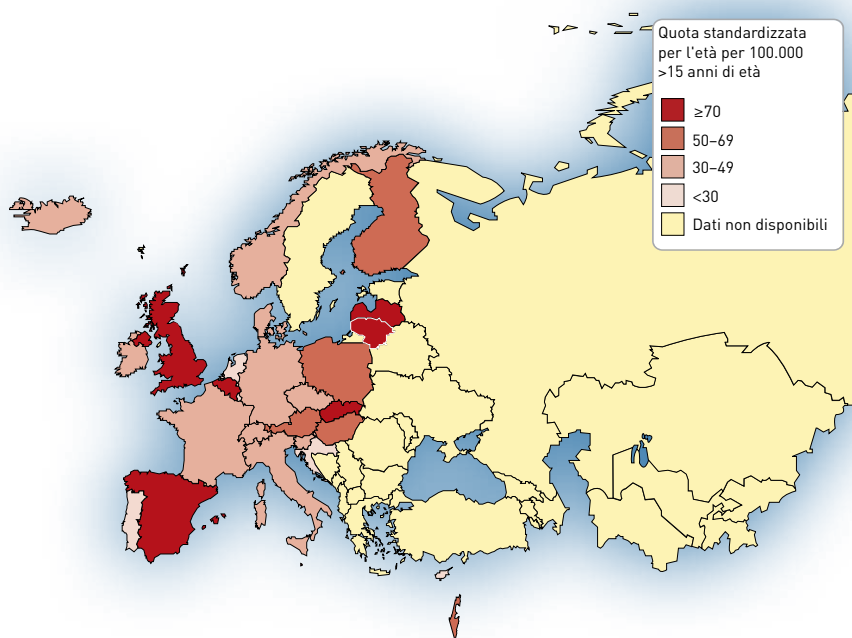 Quota standardizzata
per l'età per 100.000
>15 anni di età
≥70
50–69
30–49
<30
Dati non disponibili